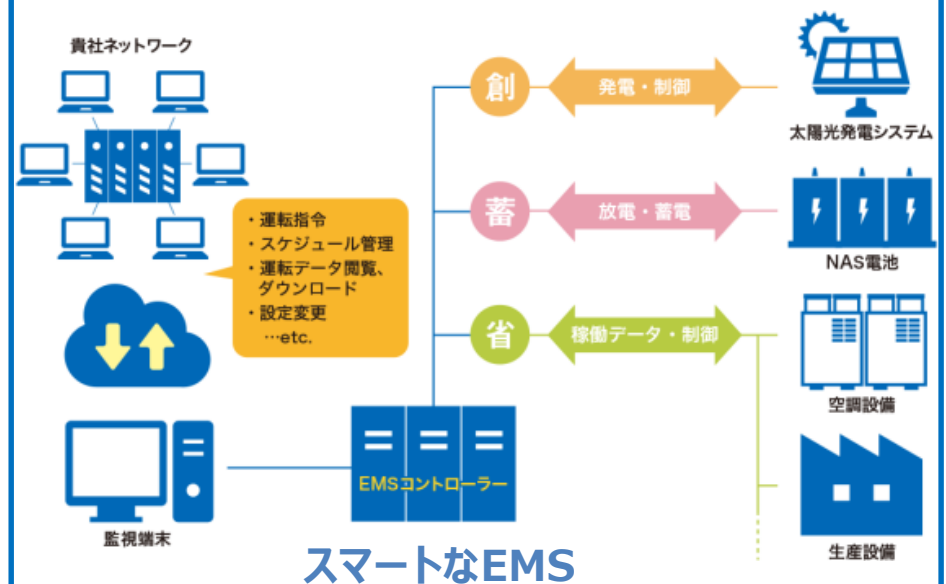 貴社ネットワーク
・運転指令
・スケジュール管理
・運転データ閲覧、
ダウンロード
・設定変更
…etc.
監視端末
EMSコントローラー
創
発電・制御
太陽光発電システム
蓄
放電・蓄電
NAS電池
省
稼働データ・制御
空調設備
生産設備
スマートなEMS